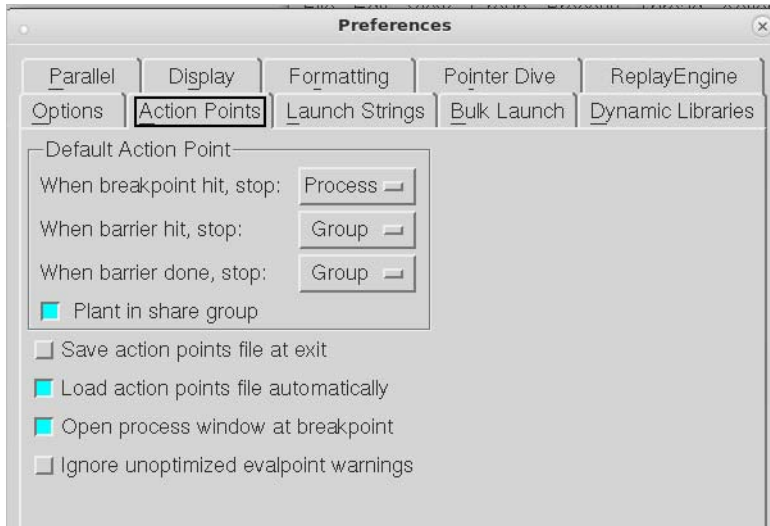 Preferences
Parallel Display Formatting Pointer Dive ReplayEngine
Options Action Points Launch Strings Bulk Launch Dynamic Libraries
Default Action Point
When breakpoint hit, stop: Process
When barrier hit, stop: Group
When barrier done, stop: Group
Plant in share group
Save action points file at exit
Load action points file automatically
Open process window at breakpoint
Ignore unoptimized evalpoint warnings